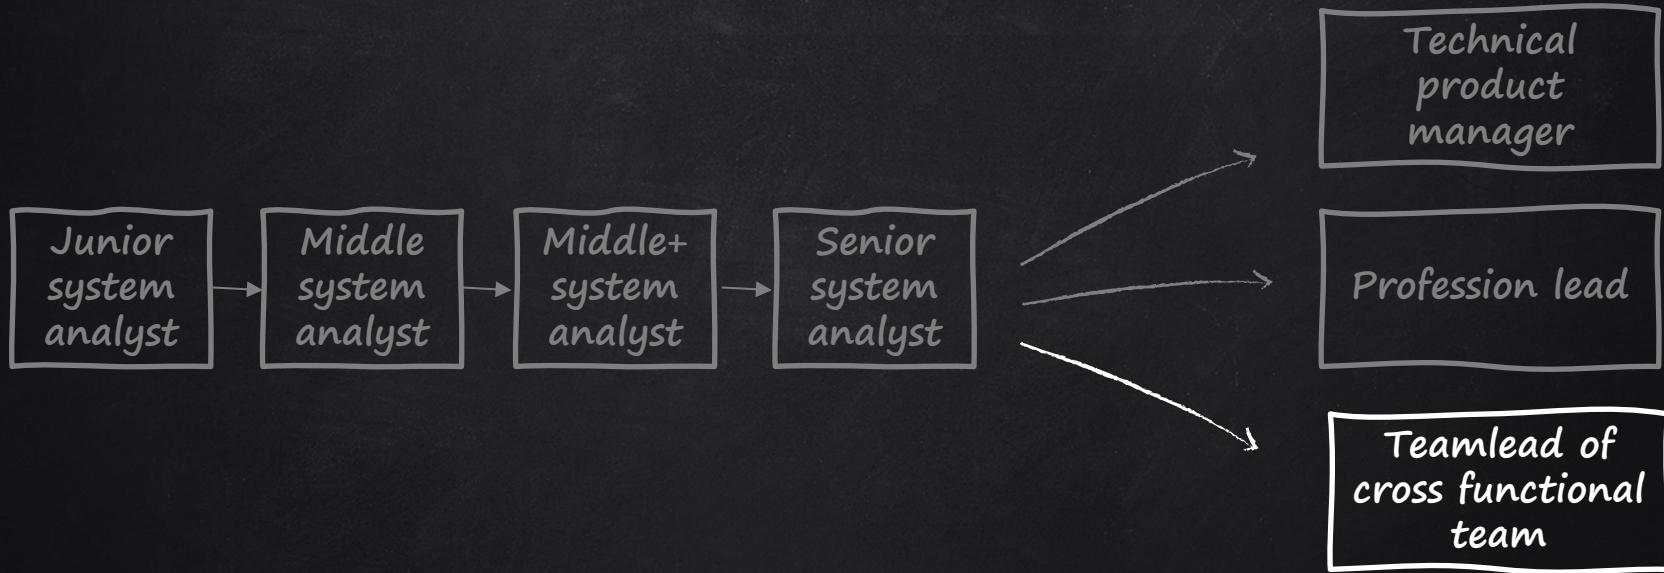 Junior
system
analyst
Middle
system
analyst
Middle+
system
analyst
Senior
system
analyst
Technical
product
manager
Profession lead
Teamlead of
cross functional
team